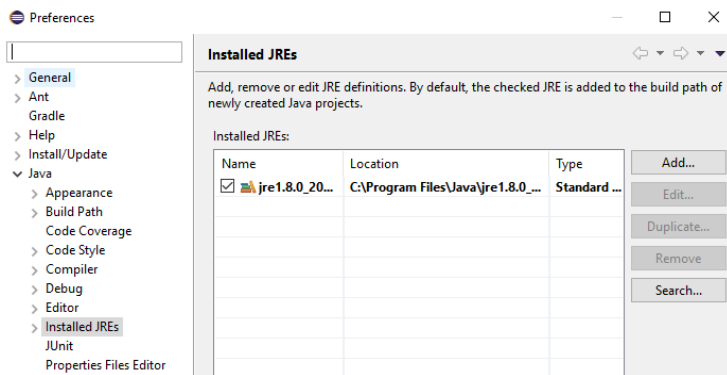 Preferences
Installed JREs
General
Ant
Gradle
Help
Install/Update
Java
Appearance
Build Path
Code Coverage
Code Style
Compiler
Debug
Editor
Installed JREs
JUnit
Properties Files Editor
Add, remove or edit JRE definitions. By default, the checked JRE is added to the build path of
newly created Java projects.
Installed JREs:
Name Location Type
jre1.8.0_20... C:\Program Files\Java\jre1.8.0_... Standard ...
Add...
Edit...
Duplicate...
Remove
Search...